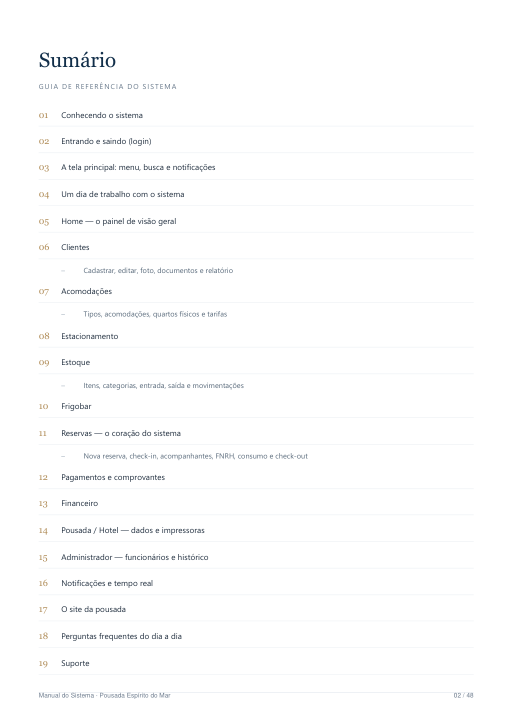 Sumário
GUIA DE REFERÊNCIA DO SISTEMA
01 Conhecendo o sistema
02 Entrando e saindo (login)
03 A tela principal: menu, busca e notificações
04 Um dia de trabalho com o sistema
05 Home — o painel de visão geral
06 Clientes
– Cadastrar, editar, foto, documentos e relatório
07 Acomodações
– Tipos, acomodações, quartos físicos e tarifas
08 Estacionamento
09 Estoque
– Itens, categorias, entrada, saída e movimentações
10 Frigobar
11 Reservas — o coração do sistema
– Nova reserva, check-in, acompanhantes, FNRH, consumo e check-out
12 Pagamentos e comprovantes
13 Financeiro
14 Pousada / Hotel — dados e impressoras
15 Administrador — funcionários e histórico
16 Notificações e tempo real
17 O site da pousada
18 Perguntas frequentes do dia a dia
19 Suporte
Manual do Sistema · Pousada Espírito do Mar 02 / 48